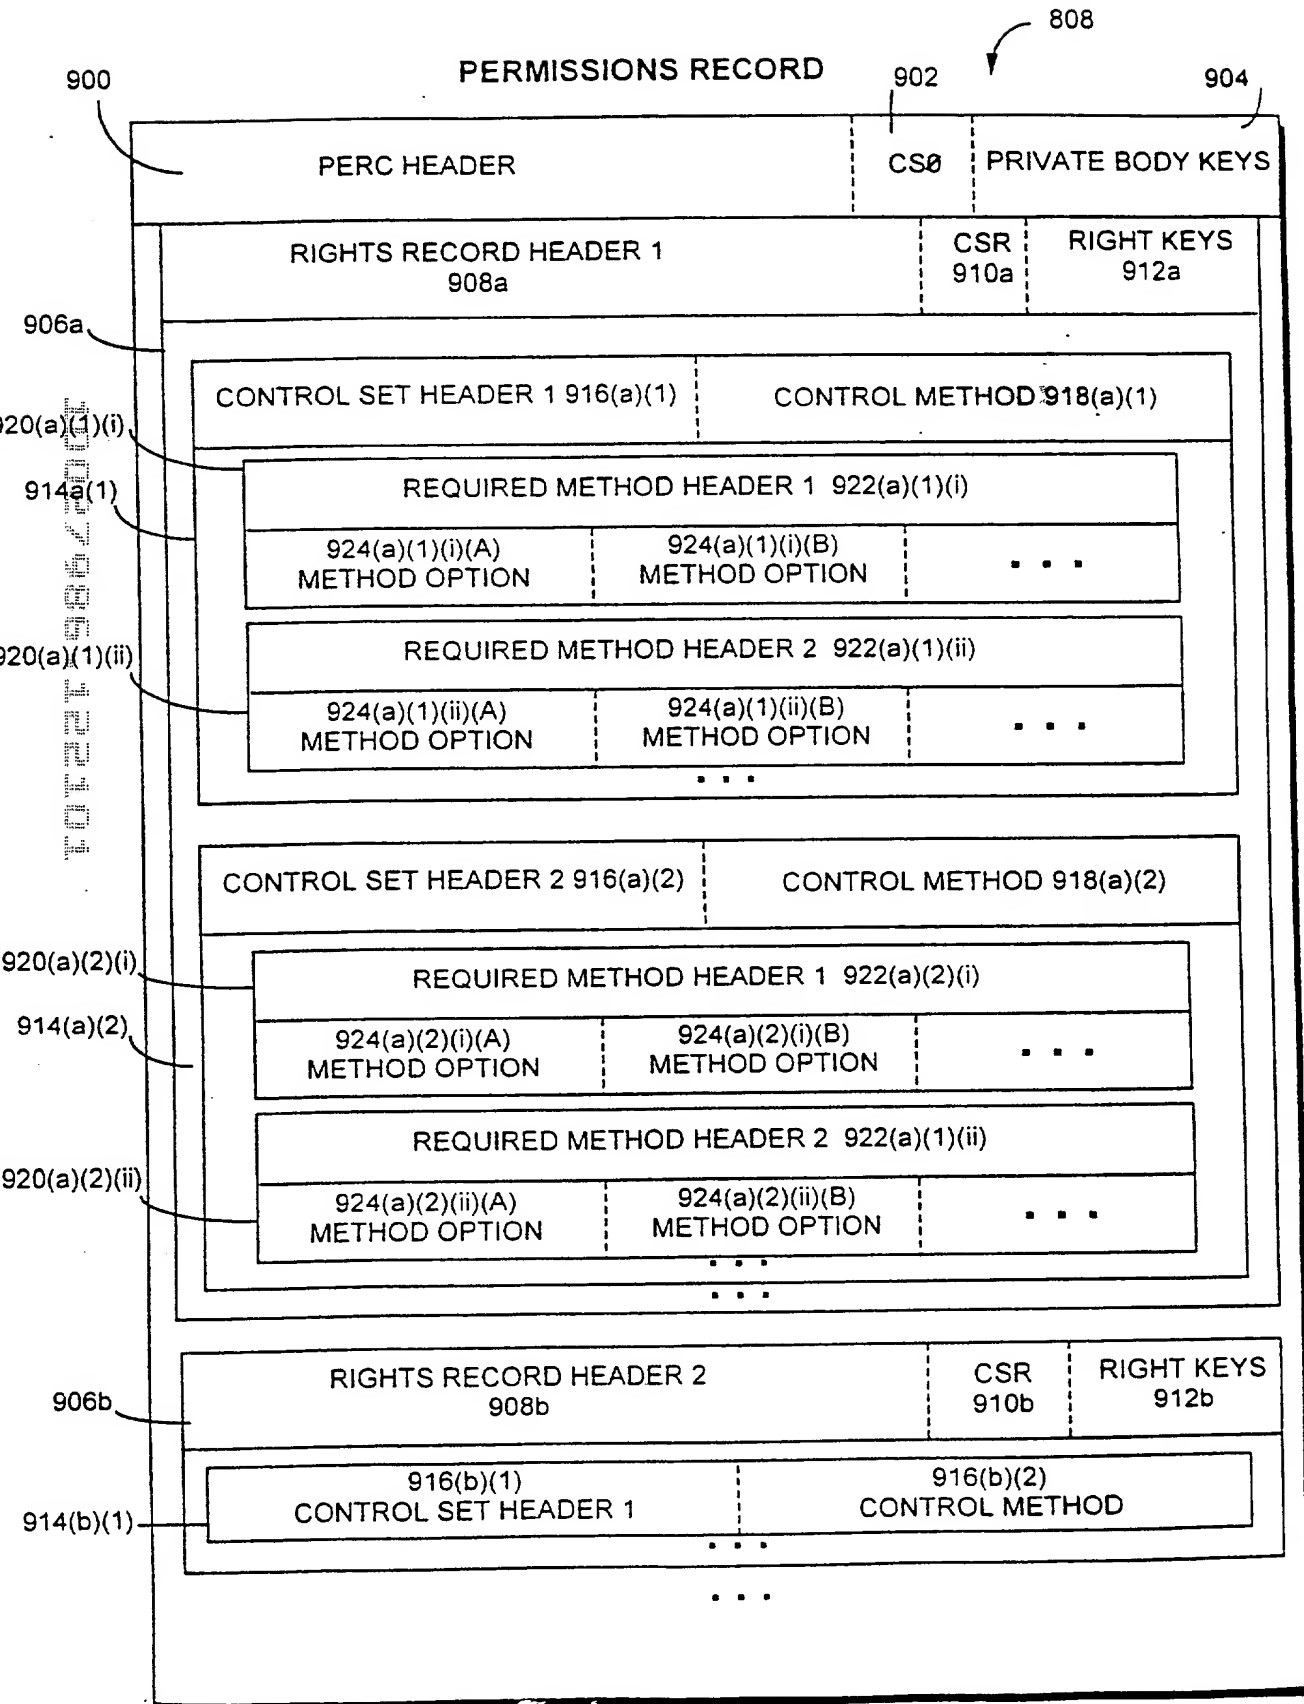 808
PERMISSIONS RECORD
900
902
904
PERC HEADER
CS0
PRIVATE BODY KEYS
RIGHTS RECORD HEADER 1
908a
CSR
910a
RIGHT KEYS
912a
906a
CONTROL SET HEADER 1 916(a)(1)
CONTROL METHOD 918(a)(1)
920(a)(1)(i)
REQUIRED METHOD HEADER 1 922(a)(1)(i)
914a(1)
924(a)(1)(i)(A)
METHOD OPTION
924(a)(1)(i)(B)
METHOD OPTION
. . .
920(a)(1)(ii)
REQUIRED METHOD HEADER 2 922(a)(1)(ii)
924(a)(1)(ii)(A)
METHOD OPTION
924(a)(1)(ii)(B)
METHOD OPTION
. . .
. . .
CONTROL SET HEADER 2 916(a)(2)
CONTROL METHOD 918(a)(2)
920(a)(2)(i)
REQUIRED METHOD HEADER 1 922(a)(2)(i)
914(a)(2)
924(a)(2)(i)(A)
METHOD OPTION
924(a)(2)(i)(B)
METHOD OPTION
. . .
REQUIRED METHOD HEADER 2 922(a)(1)(ii)
920(a)(2)(ii)
924(a)(2)(ii)(A)
METHOD OPTION
924(a)(2)(ii)(B)
METHOD OPTION
. . .
. . .
. . .
RIGHTS RECORD HEADER 2
908b
CSR
910b
RIGHT KEYS
912b
906b
916(b)(1)
CONTROL SET HEADER 1
916(b)(2)
CONTROL METHOD
914(b)(1)
. . .
. . .